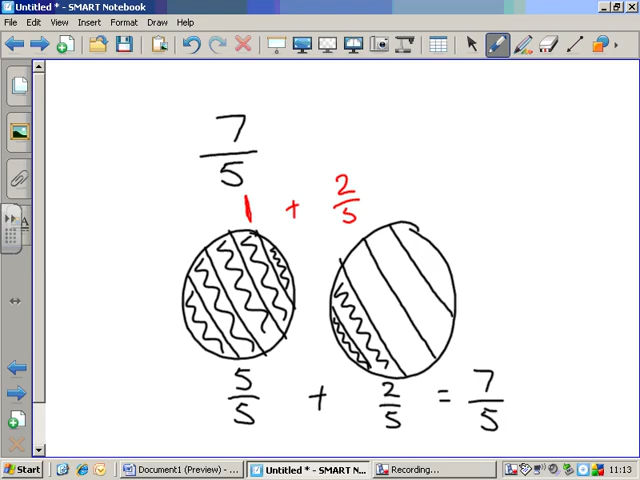 Untitled * - SMART Notebook
File Edit View Insert Format Draw Help
7/5
1 + 2/5
5/5 + 2/5 = 7/5
Start Document1 (Preview) - ... Untitled * - SMART N... Recording... 11:13